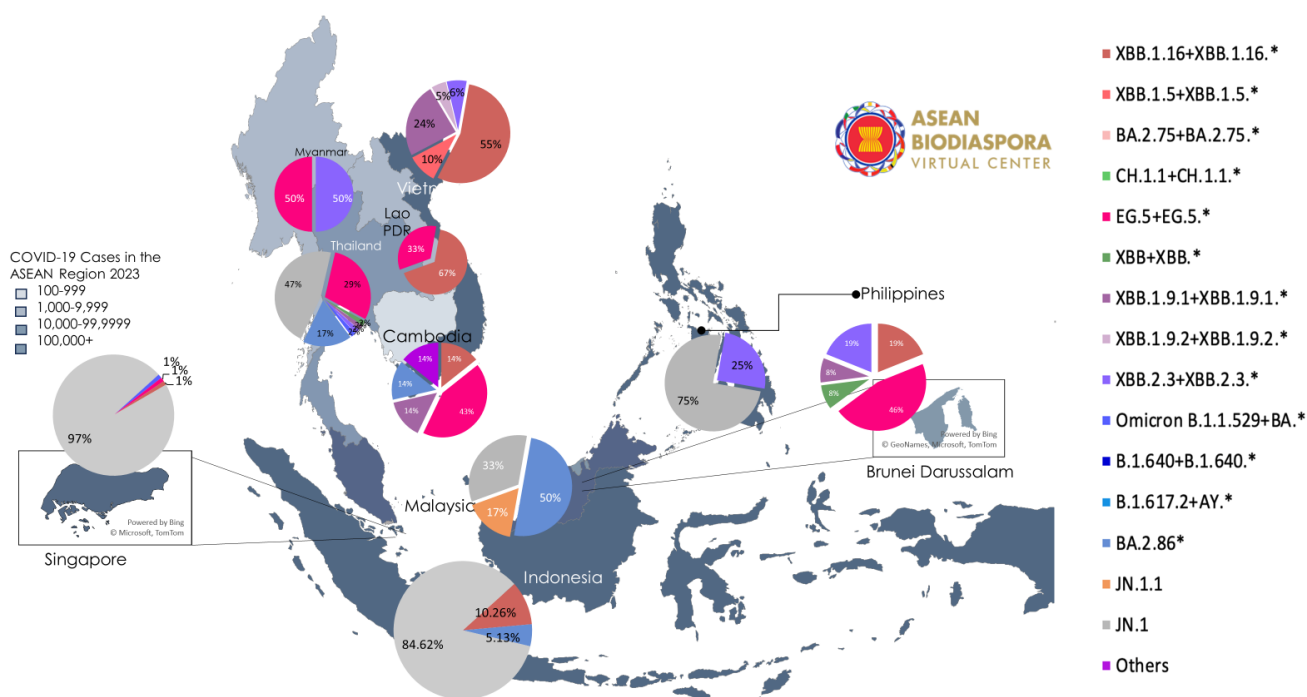 XBB.1.16+XBB.1.16.*
XBB.1.5+XBB.1.5.*
BA.2.75+BA.2.75.*
CH.1.1+CH.1.1.*
EG.5+EG.5.*
XBB+XBB.*
XBB.1.9.1+XBB.1.9.1.*
XBB.1.9.2+XBB.1.9.2.*
XBB.2.3+XBB.2.3.*
Omicron B.1.1.529+BA.*
B.1.640+B.1.640.*
B.1.617.2+AY.*
BA.2.86*
JN.1.1
JN.1
Others
ASEAN
BIODIASPORA
VIRTUAL CENTER
5%
6%
24%
55%
10%
Myanmar
50%
50%
Lao
PDR
33%
67%
Thailand
47%
29%
17%
COVID-19 Cases in the
ASEAN Region 2023
100-999
1,000-9,999
10,000-99,9999
100,000+
Cambodia
14%
14%
14%
14%
43%
Philippines
25%
75%
19%
19%
8%
8%
46%
Powered by Bing
© GeoNames, Microsoft, TomTom
Brunei Darussalam
1%
1%
1%
97%
Powered by Bing
© Microsoft, TomTom
Singapore
Malaysia
33%
50%
17%
Indonesia
10.26%
5.13%
84.62%